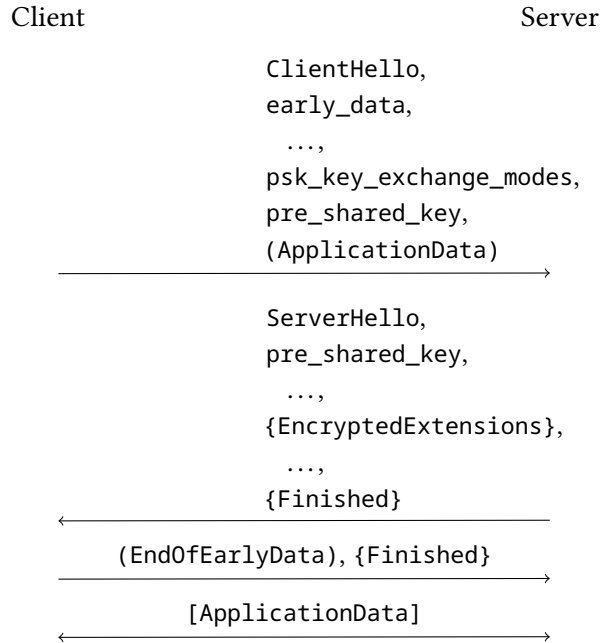 Client Server
ClientHello,
early_data,
...,
psk_key_exchange_modes,
pre_shared_key,
(ApplicationData)
ServerHello,
pre_shared_key,
...,
{EncryptedExtensions},
...,
{Finished}
(EndOfEarlyData), {Finished}
[ApplicationData]